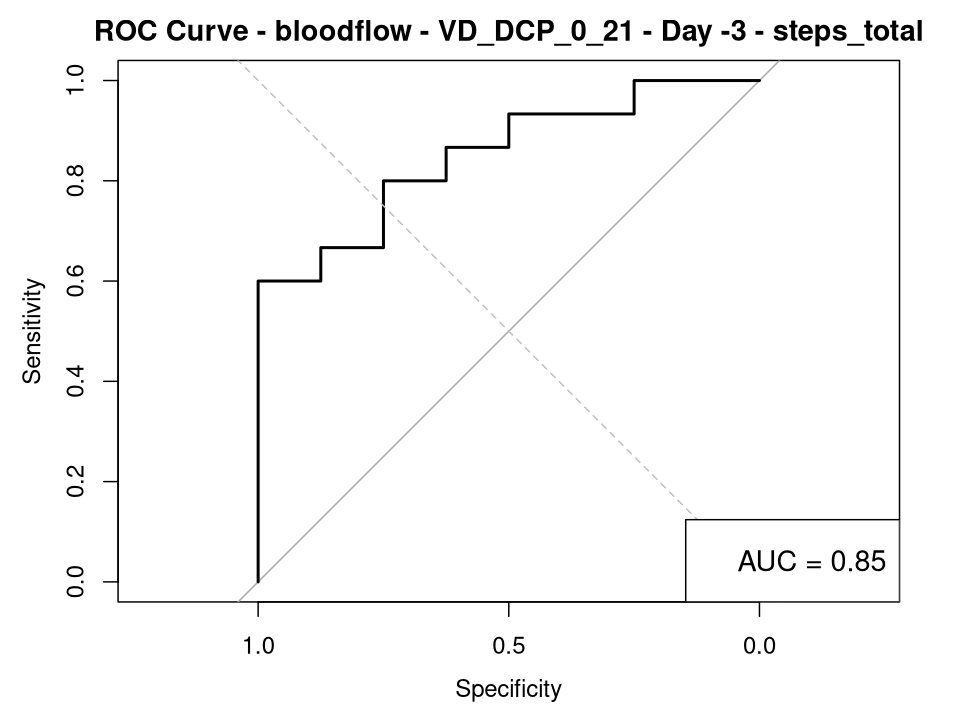 ROC Curve - bloodflow - VD_DCP_0_21 - Day -3 - steps_total
Sensitivity
1.0
0.8
0.6
0.4
0.2
0.0
AUC = 0.85
1.0 0.5 0.0
Specificity